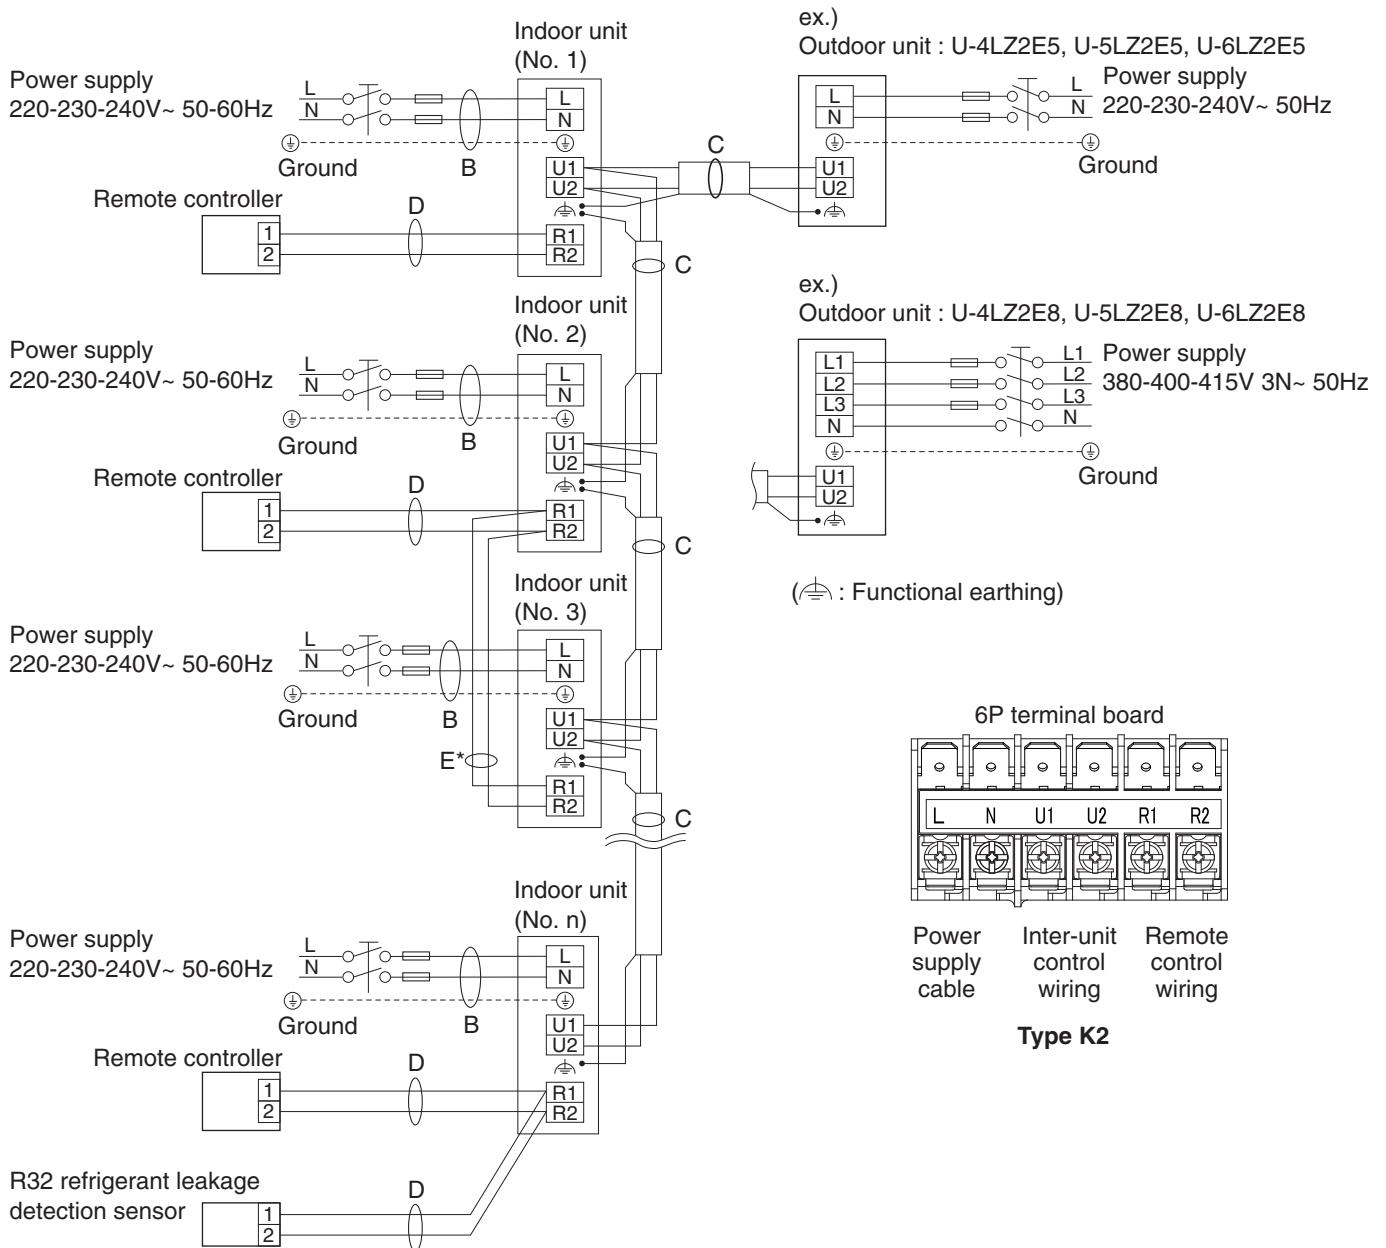 Indoor unit
(No. 1)
Power supply
220-230-240V~ 50-60Hz
L
N
Ground
B
L
N
U1
U2
R1
R2
Remote controller
1
2
D
C
C
ex.)
Outdoor unit : U-4LZ2E5, U-5LZ2E5, U-6LZ2E5
L
N
U1
U2
L
N
Power supply
220-230-240V~ 50Hz
Ground
Indoor unit
(No. 2)
Power supply
220-230-240V~ 50-60Hz
L
N
Ground
B
L
N
U1
U2
R1
R2
Remote controller
1
2
D
C
ex.)
Outdoor unit : U-4LZ2E8, U-5LZ2E8, U-6LZ2E8
L1
L2
L3
N
U1
U2
L1
L2
L3
N
Power supply
380-400-415V 3N~ 50Hz
Ground
( : Functional earthing)
Indoor unit
(No. 3)
Power supply
220-230-240V~ 50-60Hz
L
N
Ground
B
L
N
U1
U2
R1
R2
E*
C
6P terminal board
L N U1 U2 R1 R2
Power
supply
cable
Inter-unit
control
wiring
Remote
control
wiring
Type K2
Indoor unit
(No. n)
Power supply
220-230-240V~ 50-60Hz
L
N
Ground
B
L
N
U1
U2
R1
R2
Remote controller
1
2
D
R32 refrigerant leakage
detection sensor
1
2
D